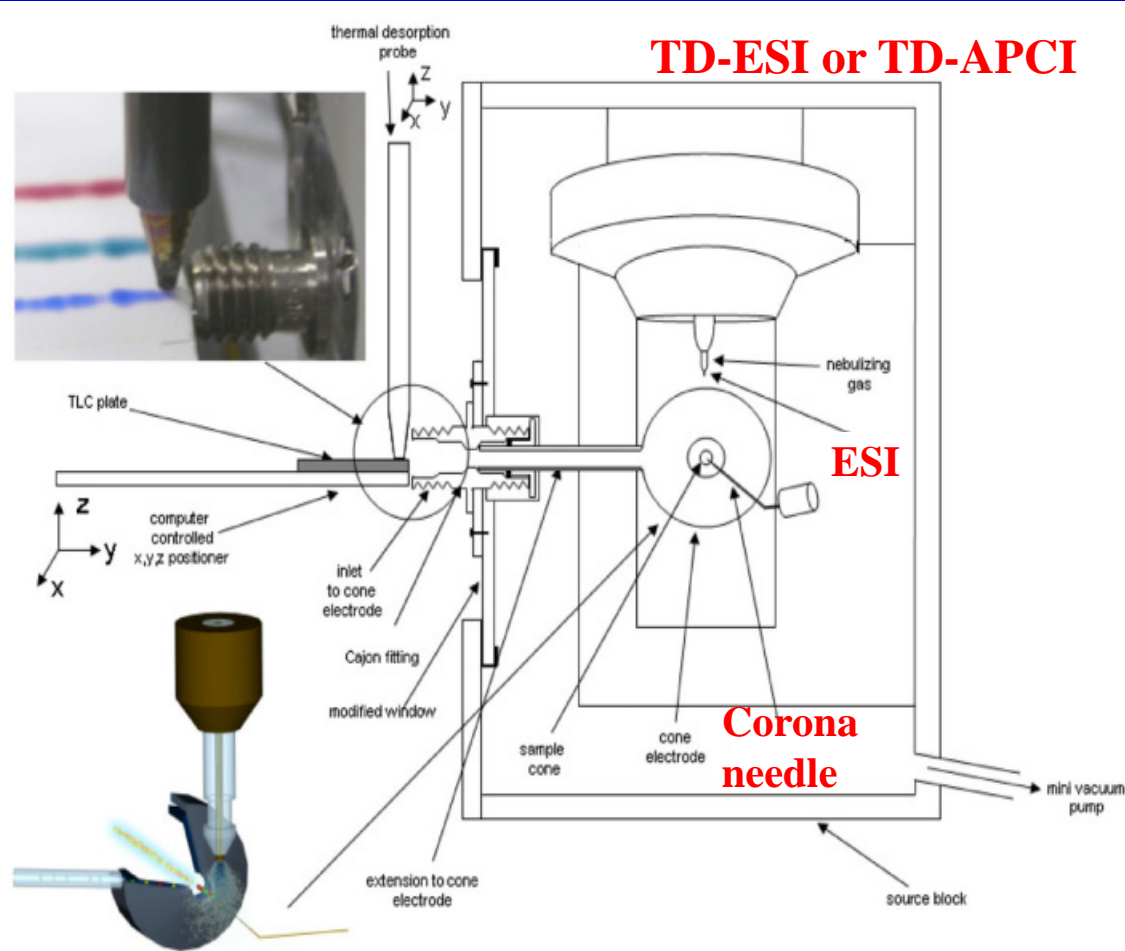 thermal desorption
probe
TD-ESI or TD-APCI
z
y
x
nebulizing
gas
TLC plate
ESI
z
y
x
computer
controlled
x,y,z positioner
inlet
to cone
electrode
Cajon fitting
modified window
sample
cone
cone
electrode
Corona
needle
mini vacuum
pump
extension to cone
electrode
source block